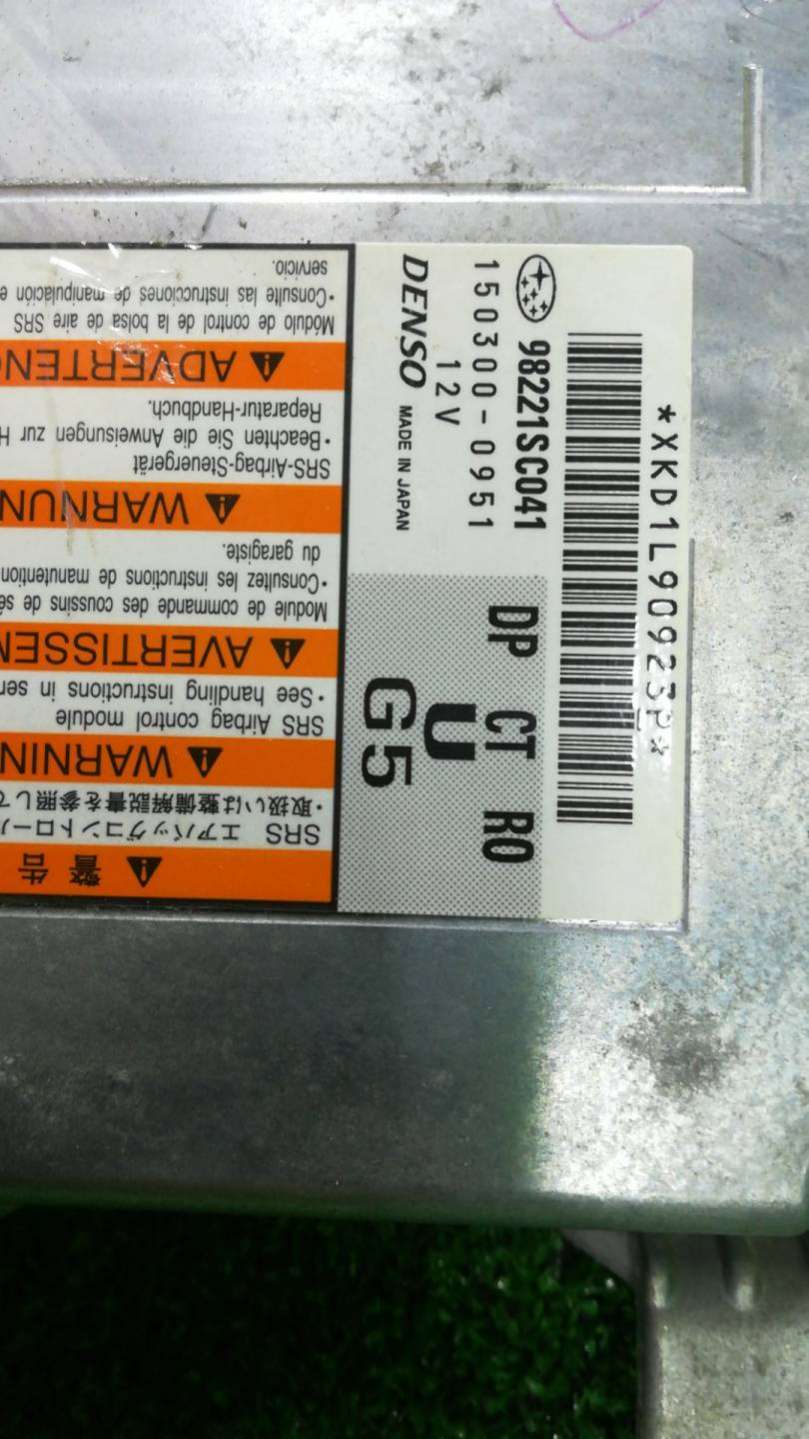 *XKD1L90923P*
98221SC041
150300-0951
12V
DENSO MADE IN JAPAN
DP CT R0
U
G5
警告
SRS エアバッグコントロール
・取扱いは整備解説書を参照して
WARNIN
SRS Airbag control module
・See handling instructions in ser
AVERTISSEM
Module de commande des coussins de sé
・Consultez les instructions de manutention
du garagiste.
WARNUN
SRS-Airbag-Steuergerät
・Beachten Sie die Anweisungen zur H
Reparatur-Handbuch.
ADVERTENC
Módulo de control de la bolsa de aire SRS
・Consulte las instrucciones de manipulación e
servicio.